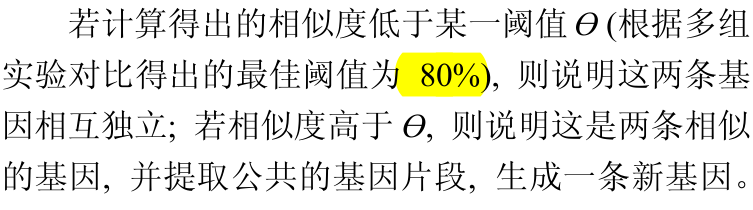 若计算得出的相似度低于某一阈值 Θ (根据多组
实验对比得出的最佳阈值为 80%), 则说明这两条基
因相互独立; 若相似度高于 Θ, 则说明这是两条相似
的基因, 并提取公共的基因片段, 生成一条新基因。